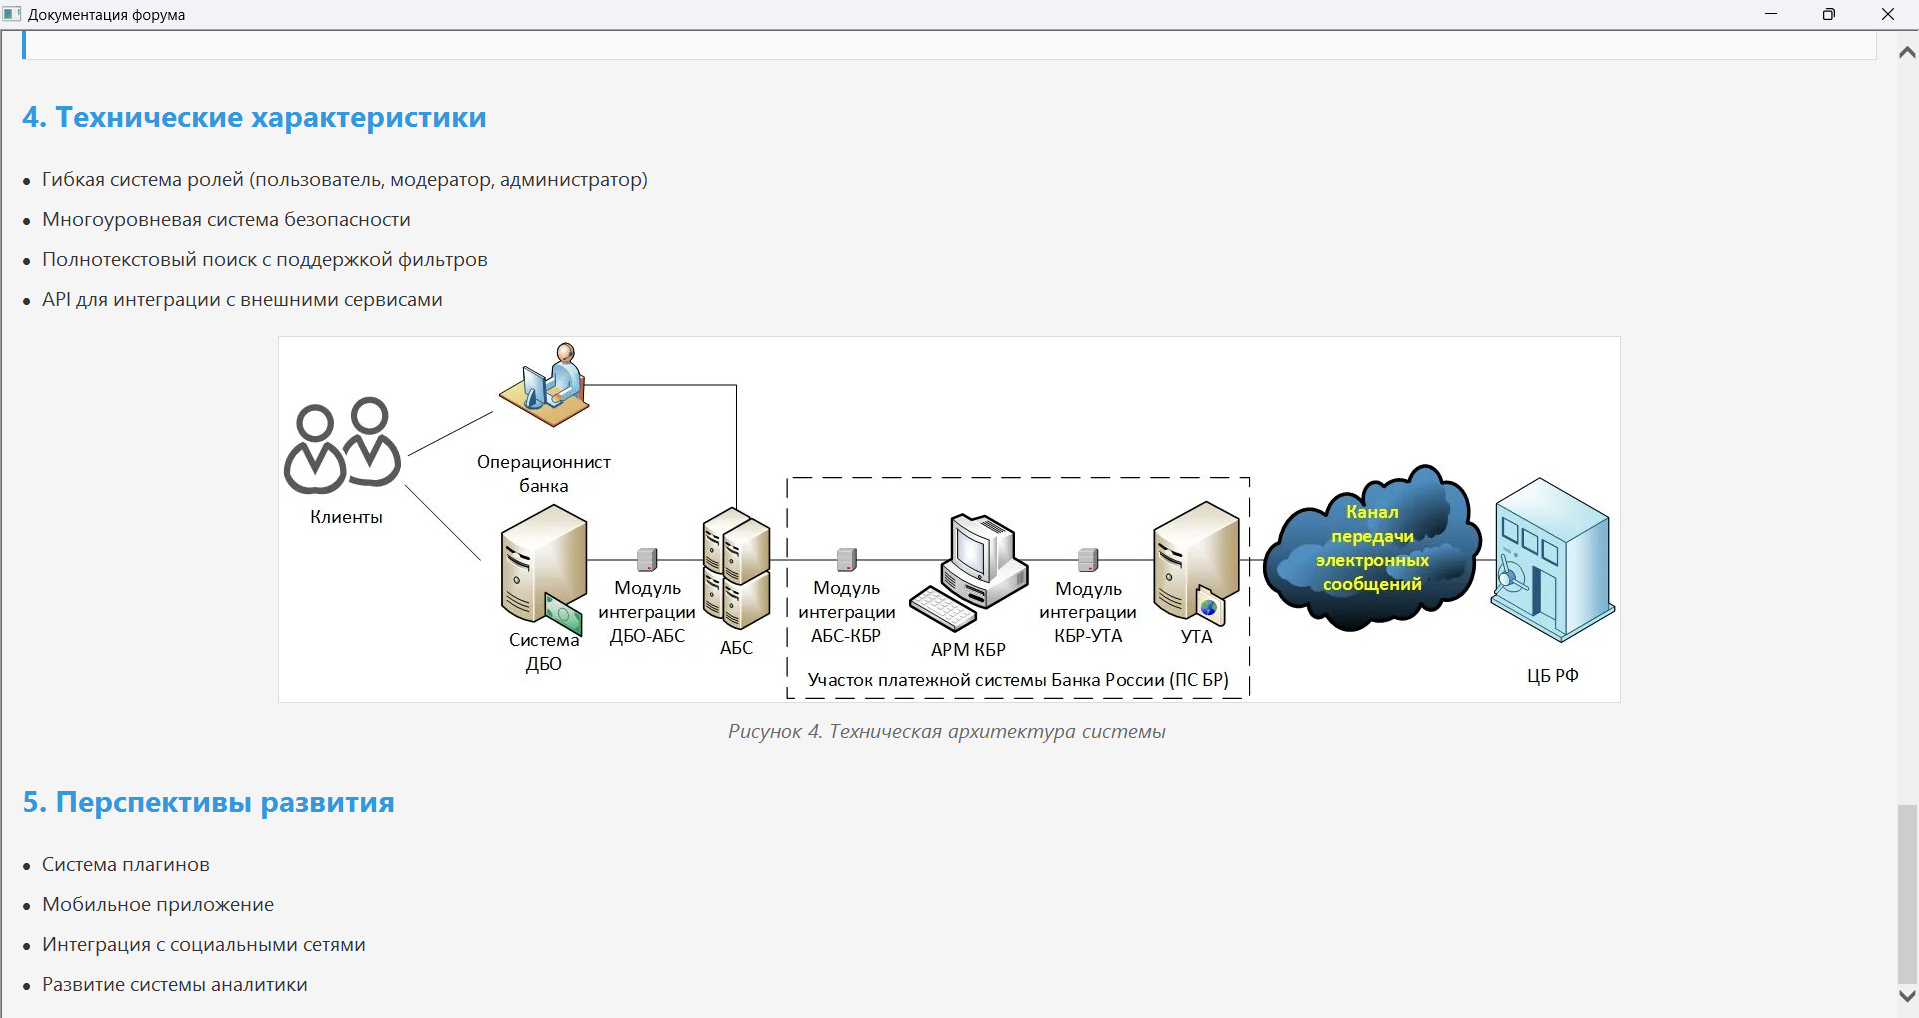 Документация форума
4. Технические характеристики
● Гибкая система ролей (пользователь, модератор, администратор)
● Многоуровневая система безопасности
● Полнотекстовый поиск с поддержкой фильтров
● API для интеграции с внешними сервисами
Клиенты
Операционнист
банка
Система
ДБО
Модуль
интеграции
ДБО-АБС
АБС
Модуль
интеграции
АБС-КБР
АРМ КБР
Модуль
интеграции
КБР-УТА
УТА
Участок платежной системы Банка России (ПС БР)
Канал
передачи
электронных
сообщений
ЦБ РФ
Рисунок 4. Техническая архитектура системы
5. Перспективы развития
● Система плагинов
● Мобильное приложение
● Интеграция с социальными сетями
● Развитие системы аналитики